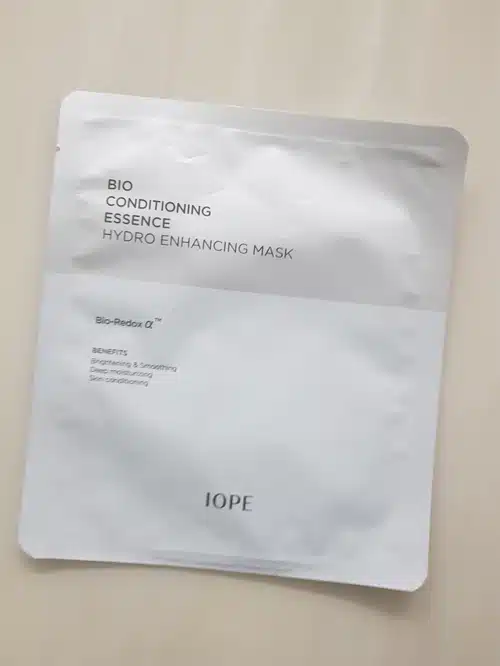 BIO
CONDITIONING
ESSENCE
HYDRO ENHANCING MASK
Bio-Redox α™
BENEFITS
Brightening & Smoothing
Deep moisturizing
Skin conditioning
IOPE